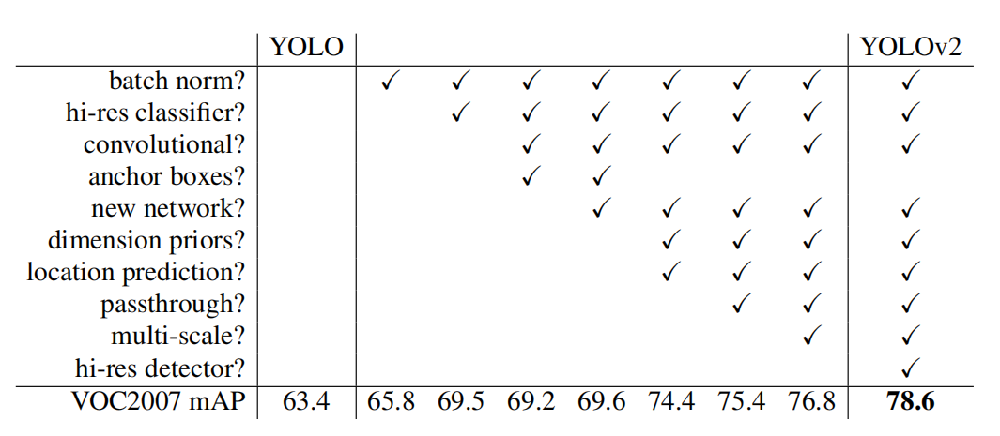 YOLO YOLOv2
batch norm? ✓ ✓ ✓ ✓ ✓ ✓ ✓ ✓
hi-res classifier? ✓ ✓ ✓ ✓ ✓ ✓ ✓
convolutional? ✓ ✓ ✓ ✓ ✓ ✓
anchor boxes? ✓ ✓
new network? ✓ ✓ ✓ ✓ ✓
dimension priors? ✓ ✓ ✓ ✓
location prediction? ✓ ✓ ✓ ✓
passthrough? ✓ ✓ ✓
multi-scale? ✓ ✓
hi-res detector? ✓
VOC2007 mAP 63.4 65.8 69.5 69.2 69.6 74.4 75.4 76.8 78.6